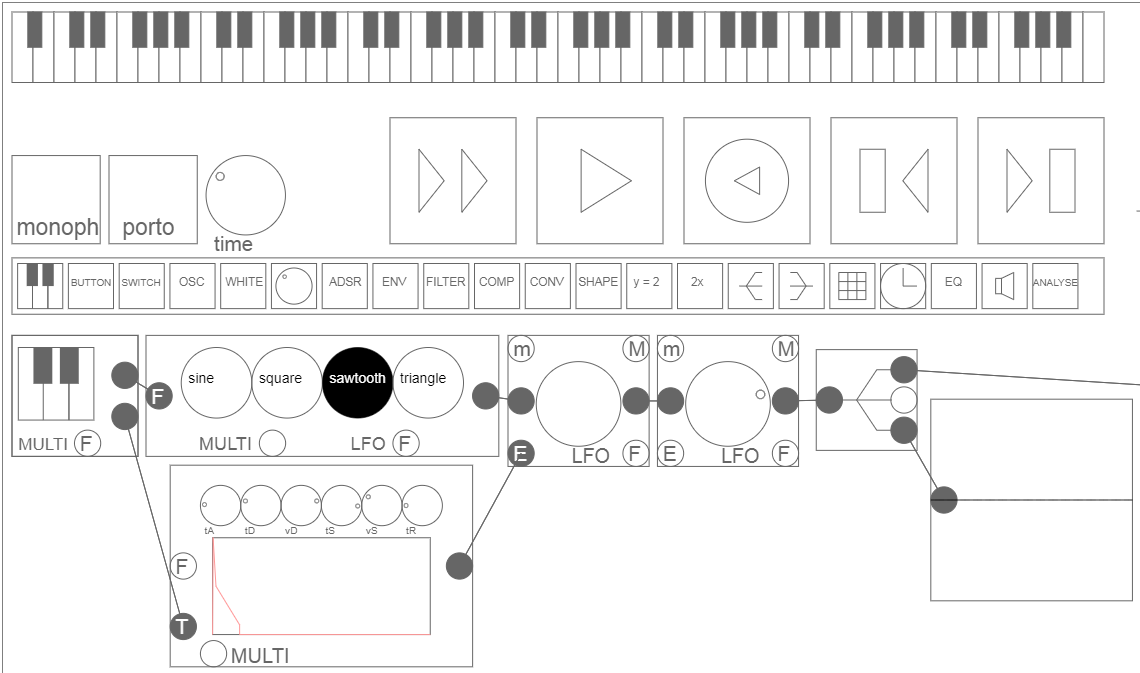 monoph porto
time
BUTTON SWITCH OSC WHITE ADSR ENV FILTER COMP CONV SHAPE y = 2 2x EQ ANALYSE
m M m M
sine square sawtooth triangle
F
MULTI F MULTI LFO F
E LFO F E LFO F
tA tD vD tS vS tR
F
T
MULTI